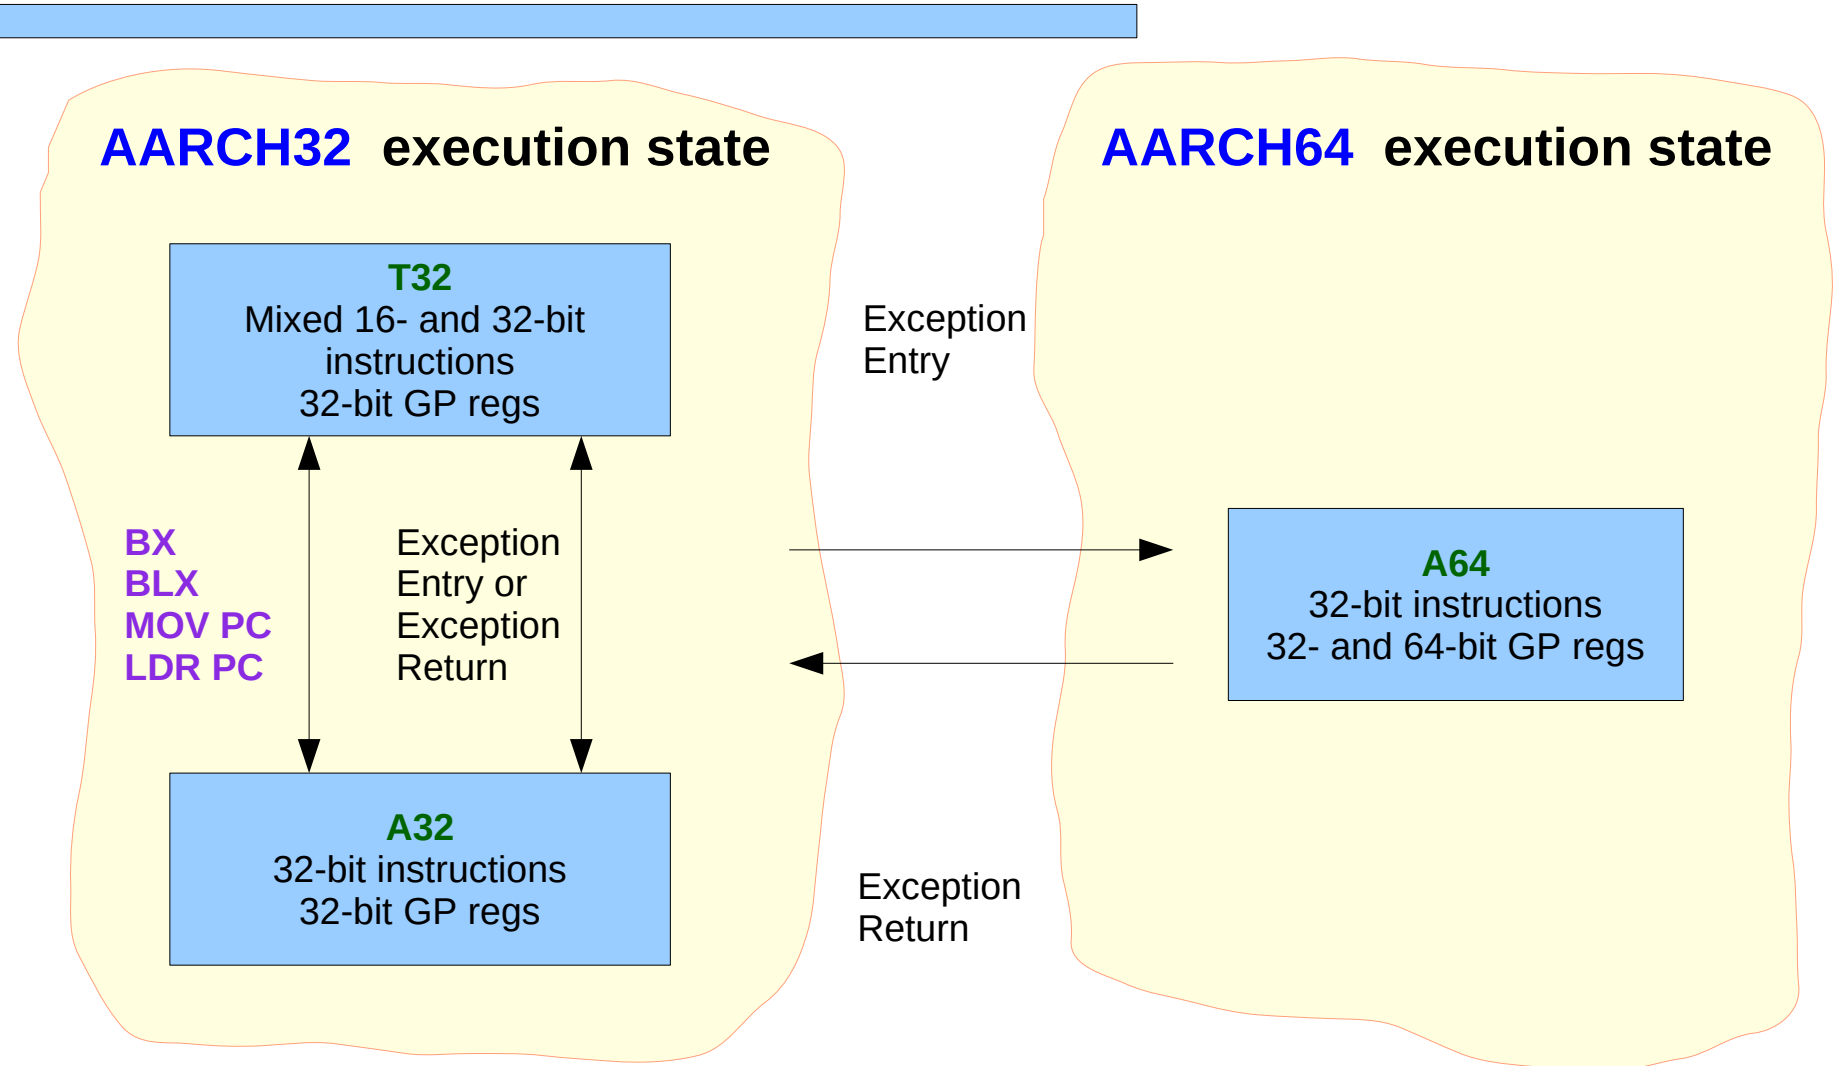 AARCH32 execution state
T32
Mixed 16- and 32-bit
instructions
32-bit GP regs
BX
BLX
MOV PC
LDR PC
Exception
Entry or
Exception
Return
A32
32-bit instructions
32-bit GP regs
Exception
Entry
Exception
Return
AARCH64 execution state
A64
32-bit instructions
32- and 64-bit GP regs